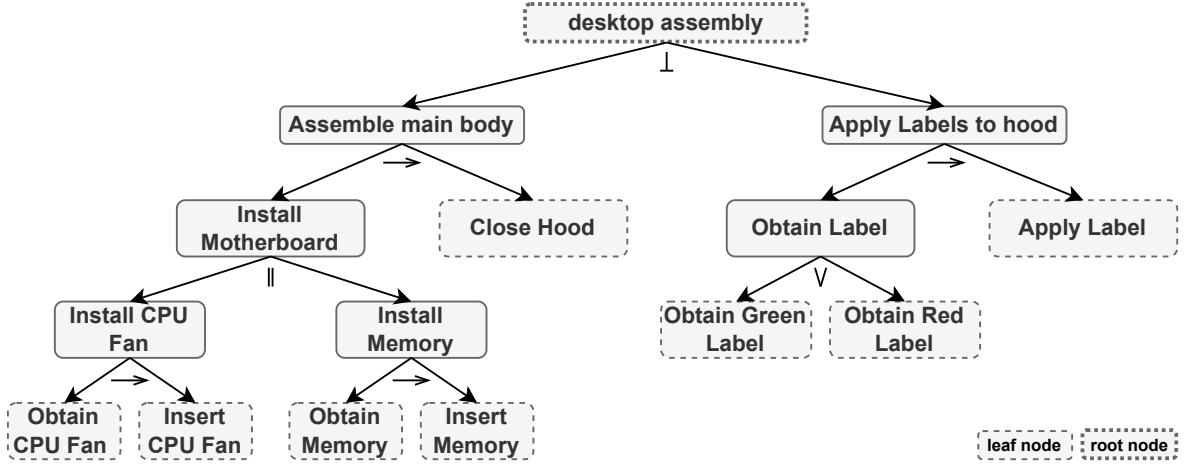 desktop assembly
⊥
Assemble main body
Apply Labels to hood
→
→
Install
Motherboard
Close Hood
Obtain Label
Apply Label
||
∨
Install CPU
Fan
Install
Memory
Obtain Green
Label
Obtain Red
Label
→
→
Obtain
CPU Fan
Insert
CPU Fan
Obtain
Memory
Insert
Memory
leaf node
root node